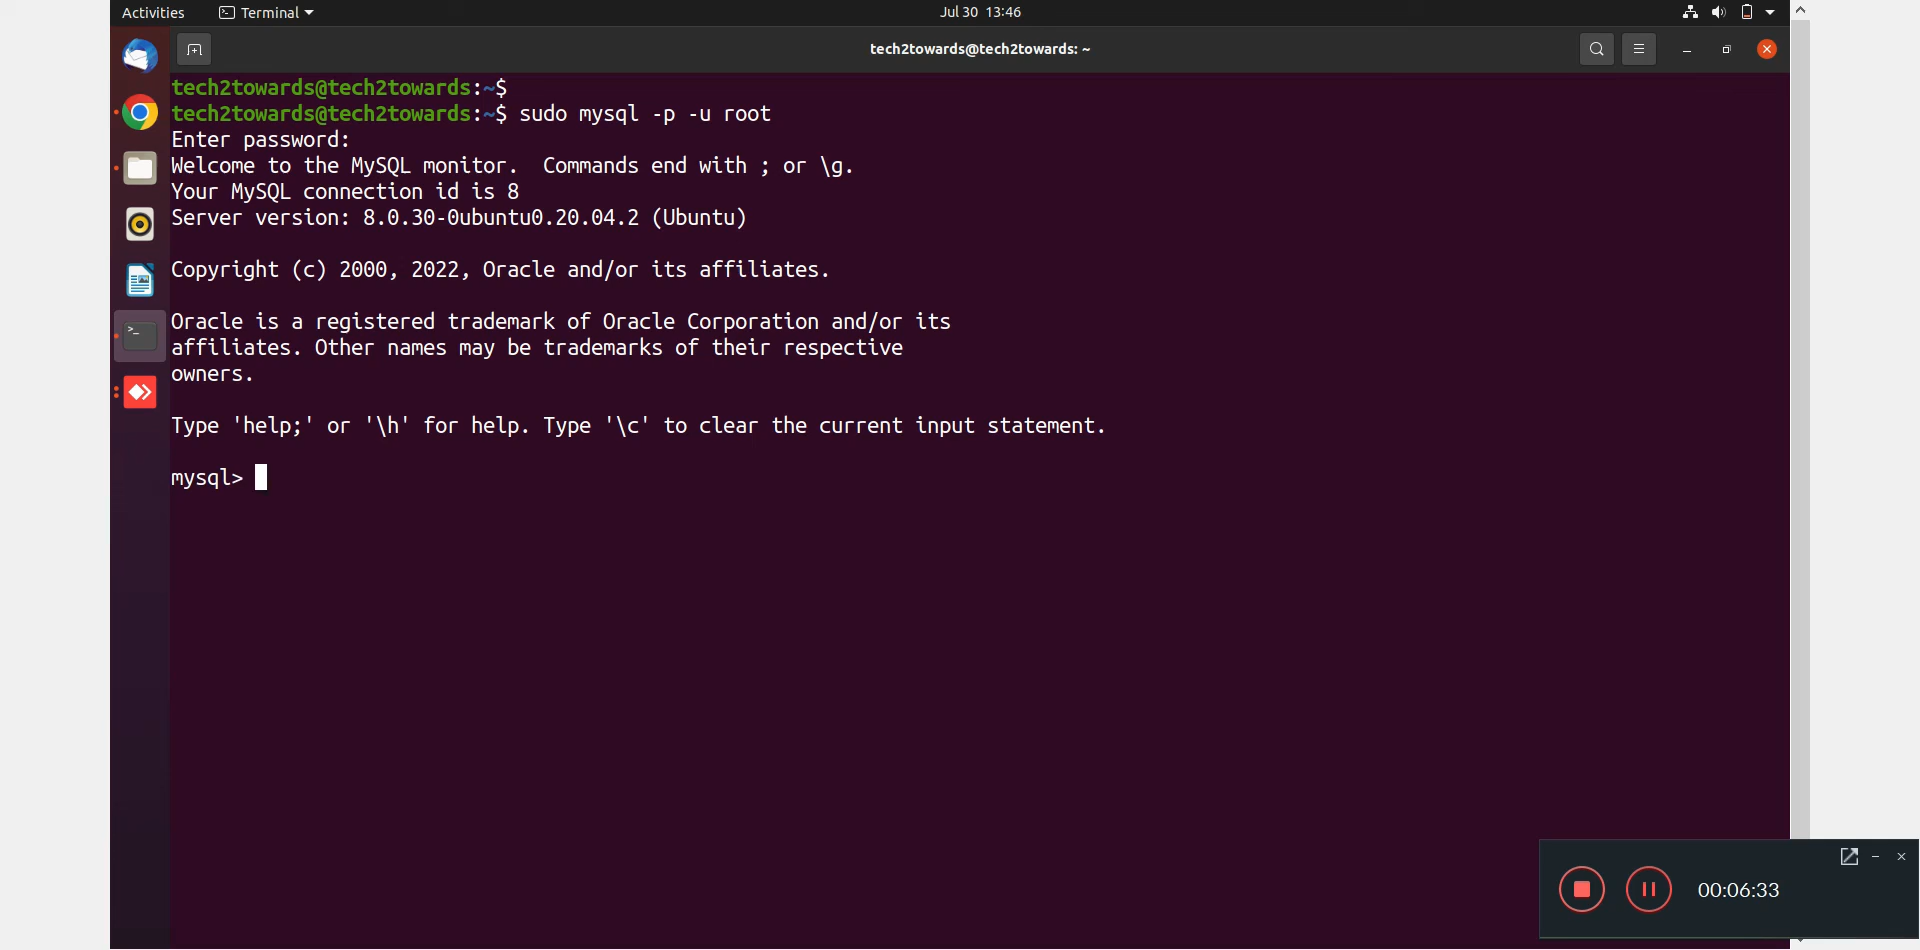 Activities
Terminal
Jul 30 13:46
tech2towards@tech2towards: ~
tech2towards@tech2towards:~$
tech2towards@tech2towards:~$ sudo mysql -p -u root
Enter password:
Welcome to the MySQL monitor.  Commands end with ; or \g.
Your MySQL connection id is 8
Server version: 8.0.30-0ubuntu0.20.04.2 (Ubuntu)
Copyright (c) 2000, 2022, Oracle and/or its affiliates.
Oracle is a registered trademark of Oracle Corporation and/or its
affiliates. Other names may be trademarks of their respective
owners.
Type 'help;' or '\h' for help. Type '\c' to clear the current input statement.
mysql>
00:06:33